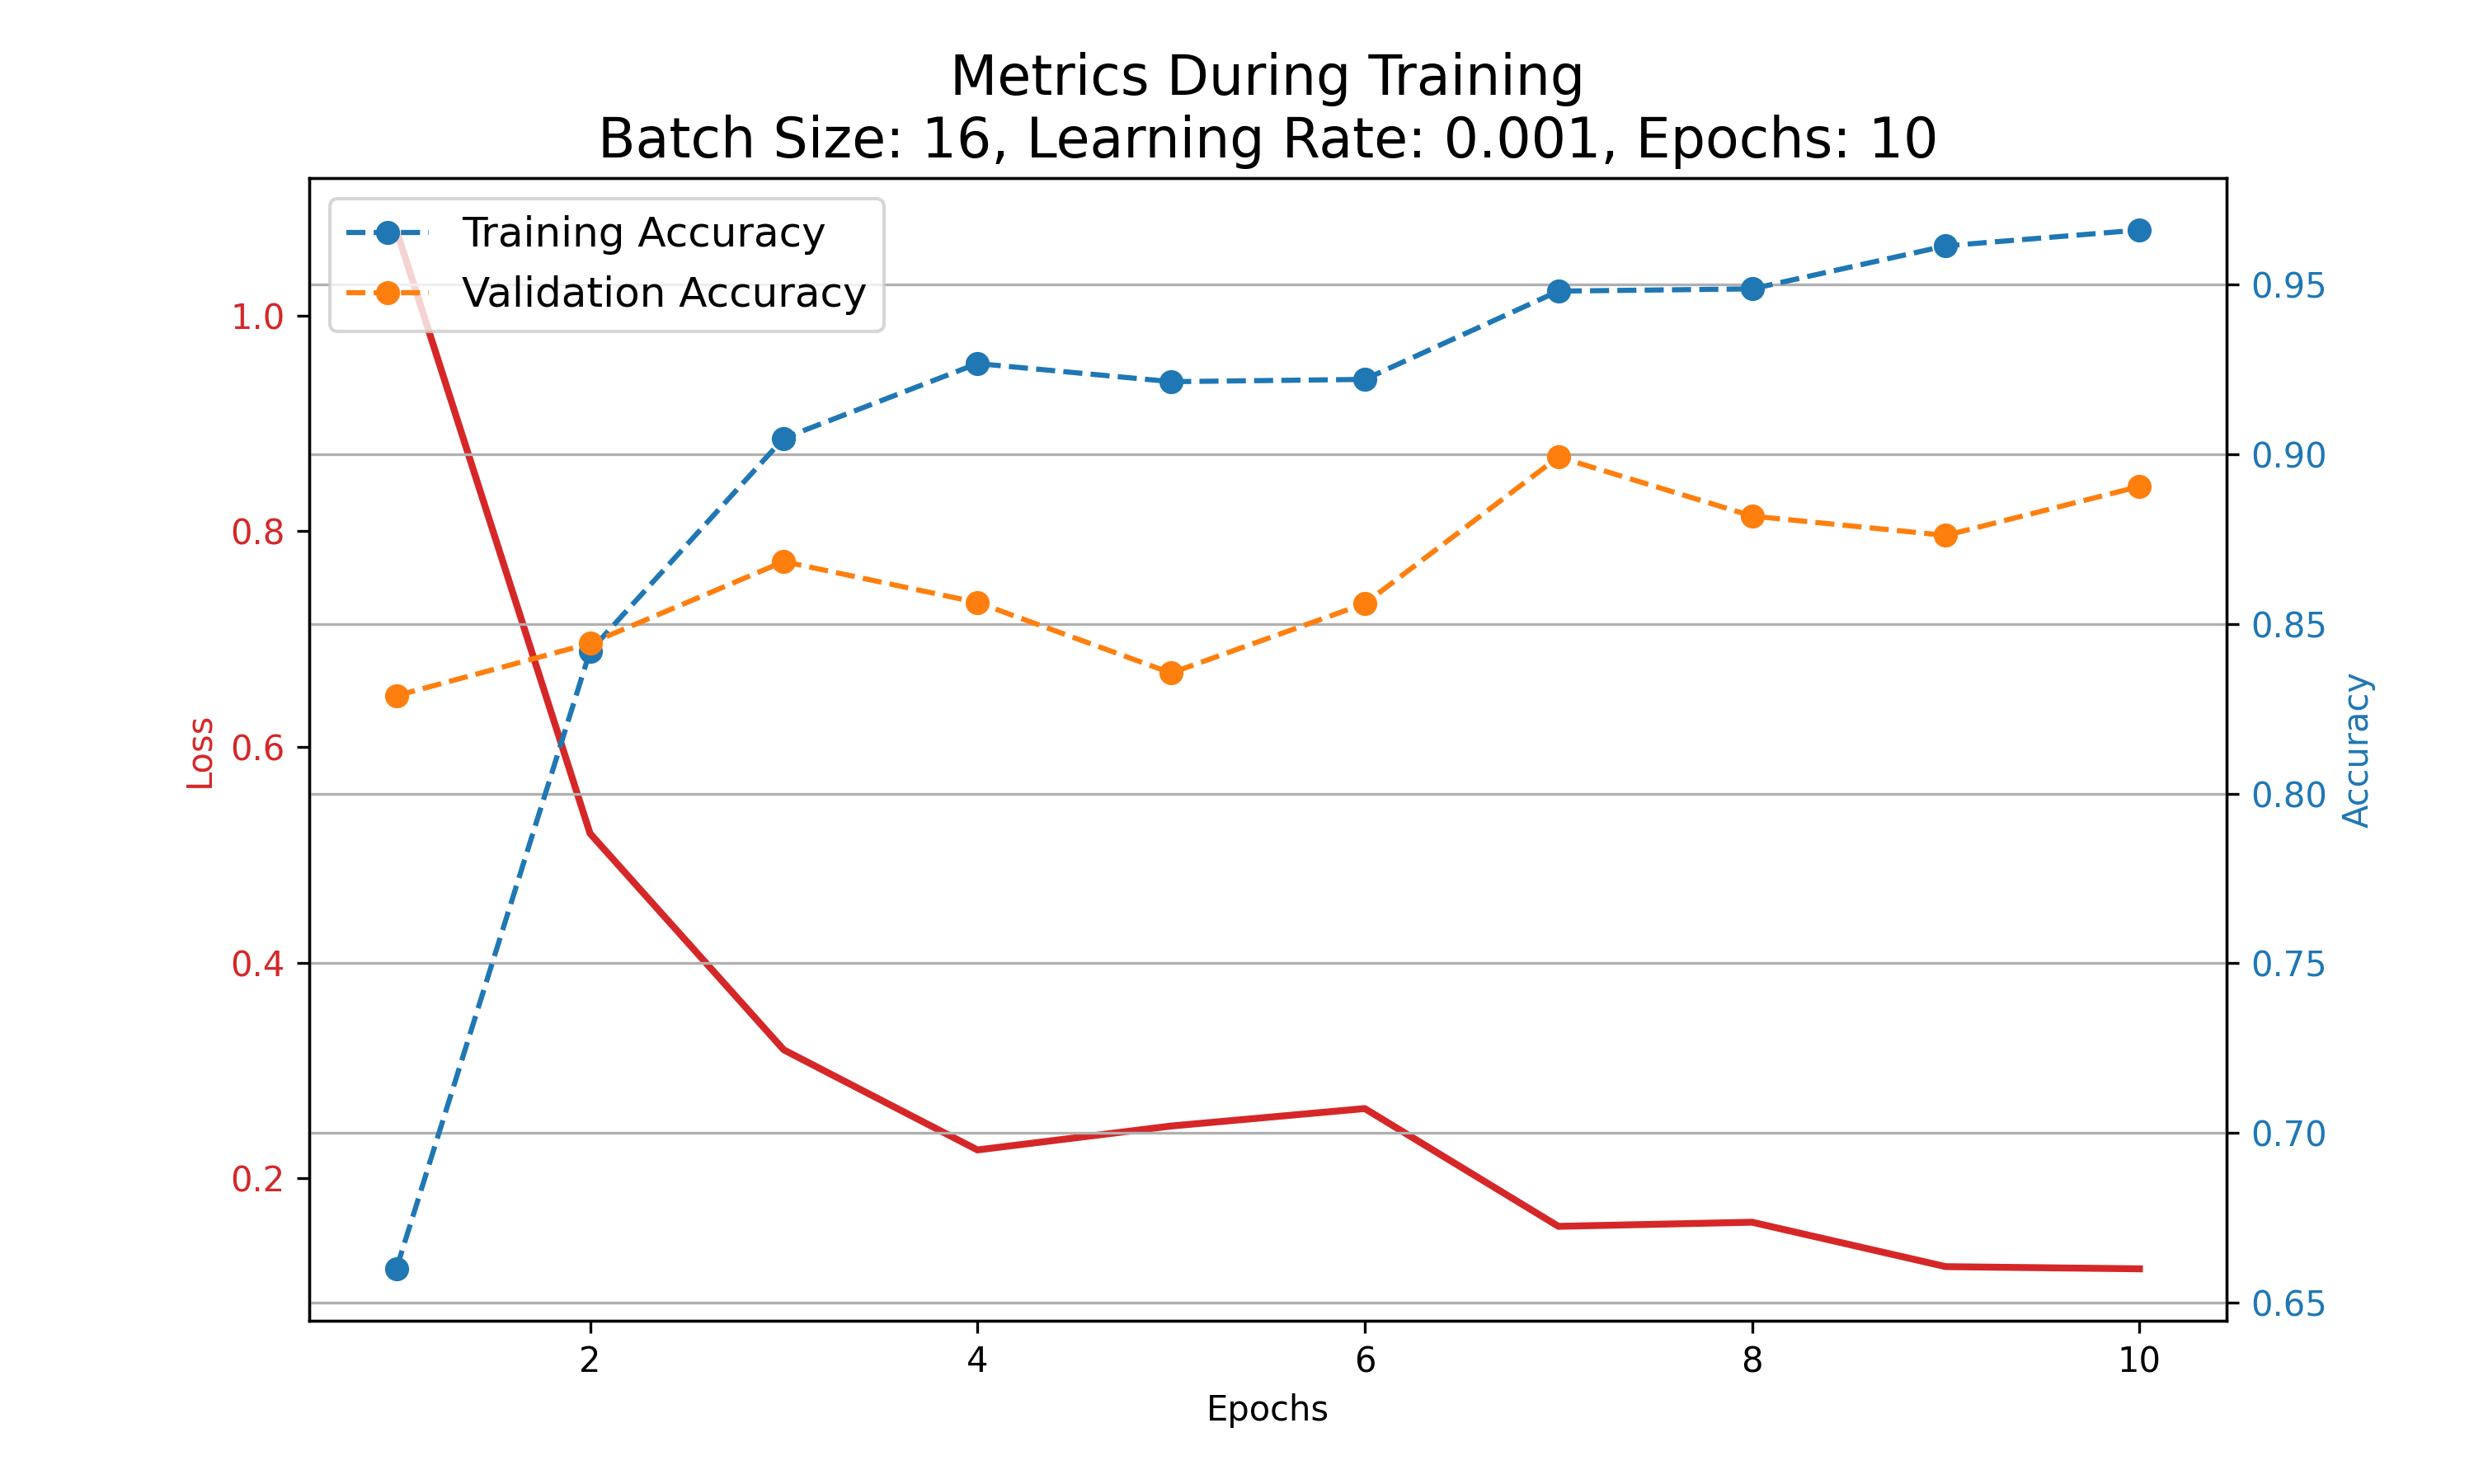 Metrics During Training
Batch Size: 16, Learning Rate: 0.001, Epochs: 10
Training Accuracy
Validation Accuracy
1.0
0.8
0.6
0.4
0.2
Loss
0.95
0.90
0.85
0.80
0.75
0.70
0.65
Accuracy
2 4 6 8 10
Epochs